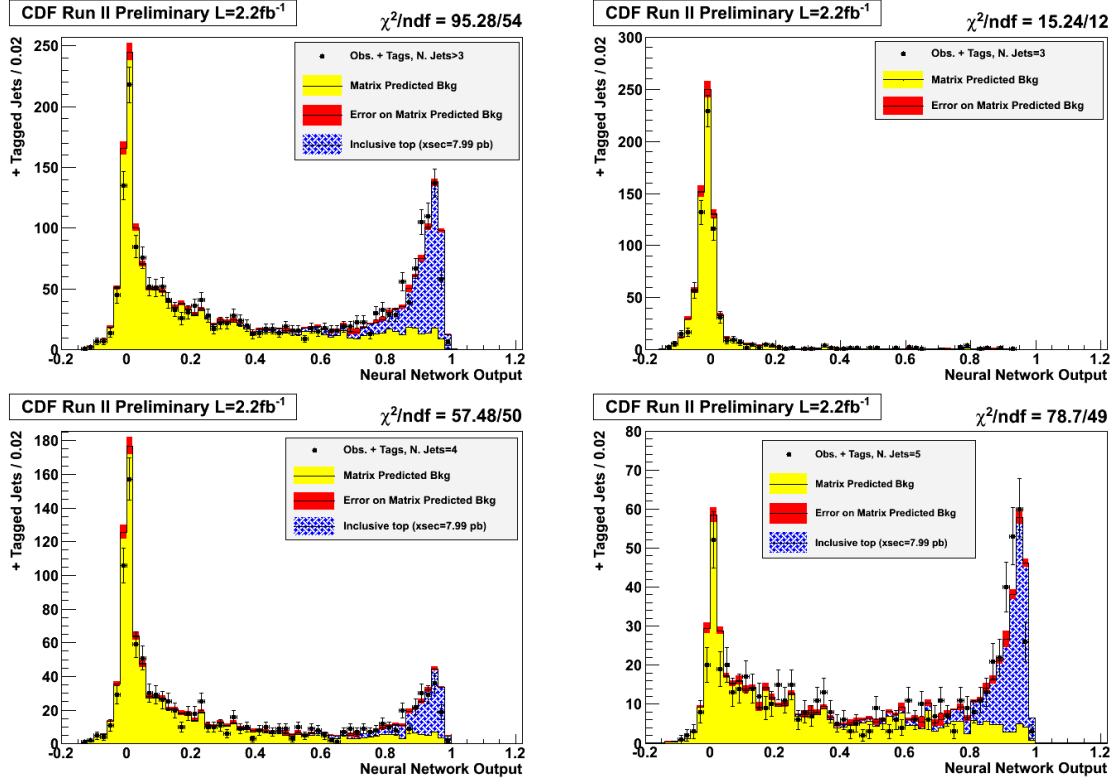 CDF Run II Preliminary L=2.2fb⁻¹
χ²/ndf = 95.28/54
+ Tagged Jets / 0.02
250
200
150
100
50
0
Obs. + Tags, N. Jets>3
Matrix Predicted Bkg
Error on Matrix Predicted Bkg
Inclusive top (xsec=7.99 pb)
-0.2 0 0.2 0.4 0.6 0.8 1 1.2
Neural Network Output
CDF Run II Preliminary L=2.2fb⁻¹
χ²/ndf = 15.24/12
+ Tagged Jets / 0.02
300
250
200
150
100
50
0
Obs. + Tags, N. Jets=3
Matrix Predicted Bkg
Error on Matrix Predicted Bkg
-0.2 0 0.2 0.4 0.6 0.8 1 1.2
Neural Network Output
CDF Run II Preliminary L=2.2fb⁻¹
χ²/ndf = 57.48/50
+ Tagged Jets / 0.02
180
160
140
120
100
80
60
40
20
0
Obs. + Tags, N. Jets=4
Matrix Predicted Bkg
Error on Matrix Predicted Bkg
Inclusive top (xsec=7.99 pb)
-0.2 0 0.2 0.4 0.6 0.8 1 1.2
Neural Network Output
CDF Run II Preliminary L=2.2fb⁻¹
χ²/ndf = 78.7/49
+ Tagged Jets / 0.02
80
70
60
50
40
30
20
10
0
Obs. + Tags, N. Jets=5
Matrix Predicted Bkg
Error on Matrix Predicted Bkg
Inclusive top (xsec=7.99 pb)
-0.2 0 0.2 0.4 0.6 0.8 1 1.2
Neural Network Output